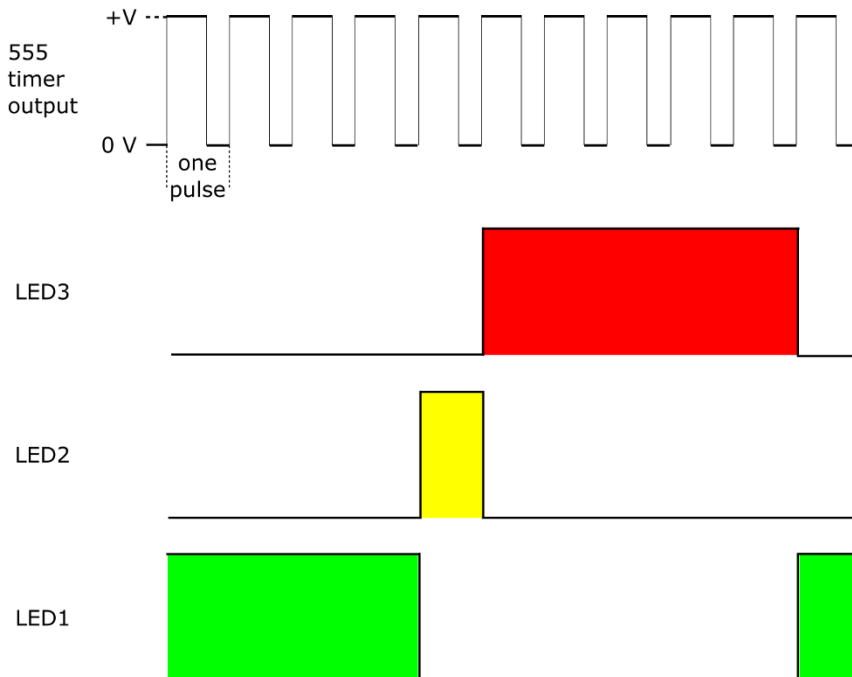 +V
555
timer
output
0 V
one
pulse
LED3
LED2
LED1